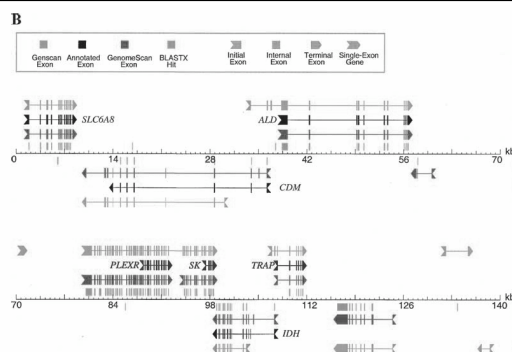 B
Genscan Exon
Annotated Exon
GenomeScan Exon
BLASTX Hit
Initial Exon
Internal Exon
Terminal Exon
Single-Exon Gene
SLC6A8
ALD
0 14 28 42 56 70 kb
CDM
PLEXR
SK
TRAP
70 84 98 112 126 140
IDH